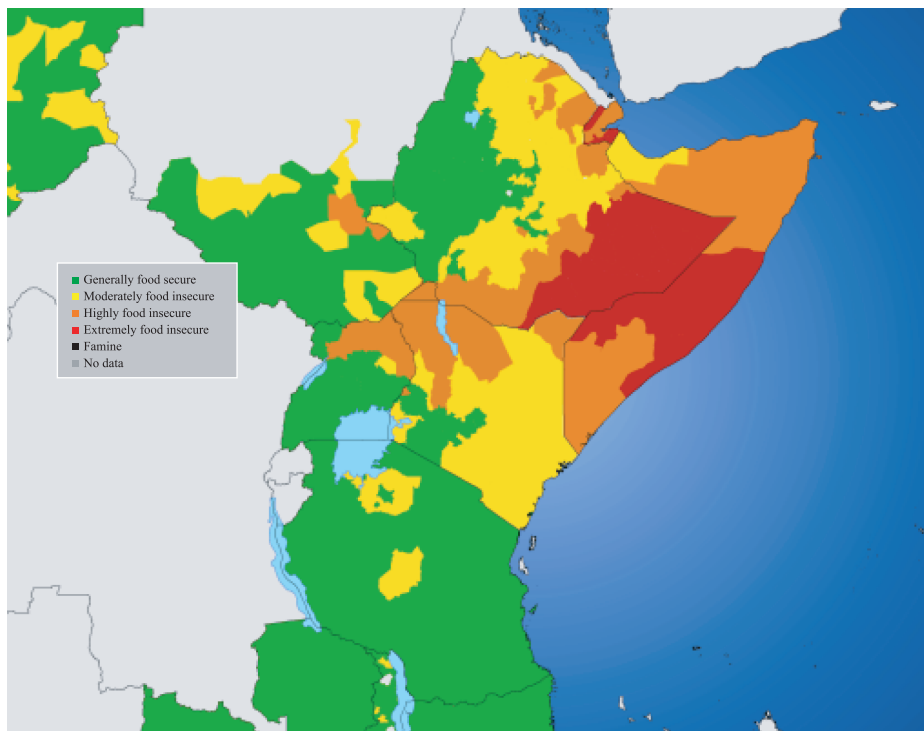 Generally food secure
Moderately food insecure
Highly food insecure
Extremely food insecure
Famine
No data